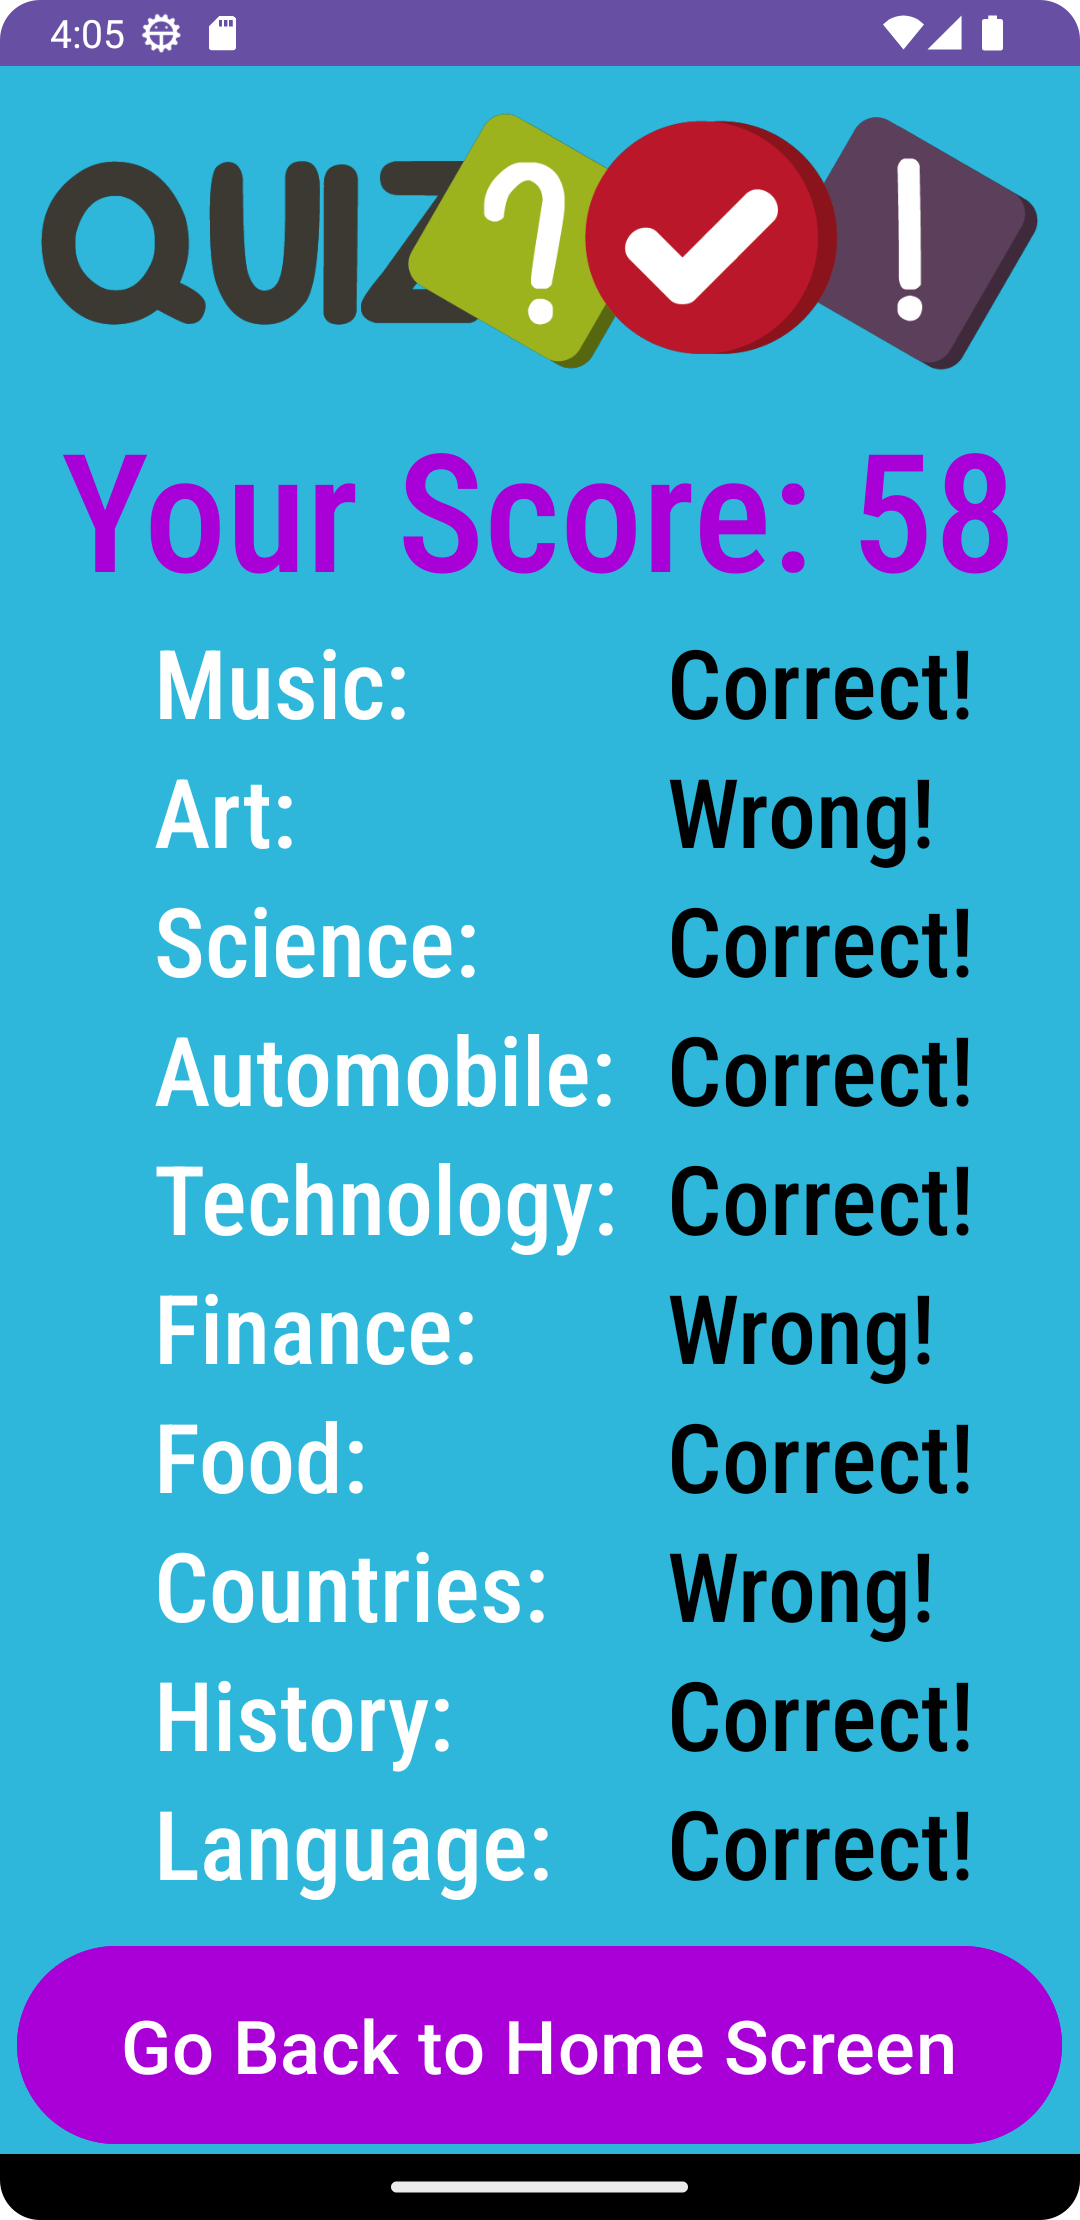 4:05
QUIZ ? !
Your Score: 58
Music: Correct!
Art: Wrong!
Science: Correct!
Automobile: Correct!
Technology: Correct!
Finance: Wrong!
Food: Correct!
Countries: Wrong!
History: Correct!
Language: Correct!
Go Back to Home Screen